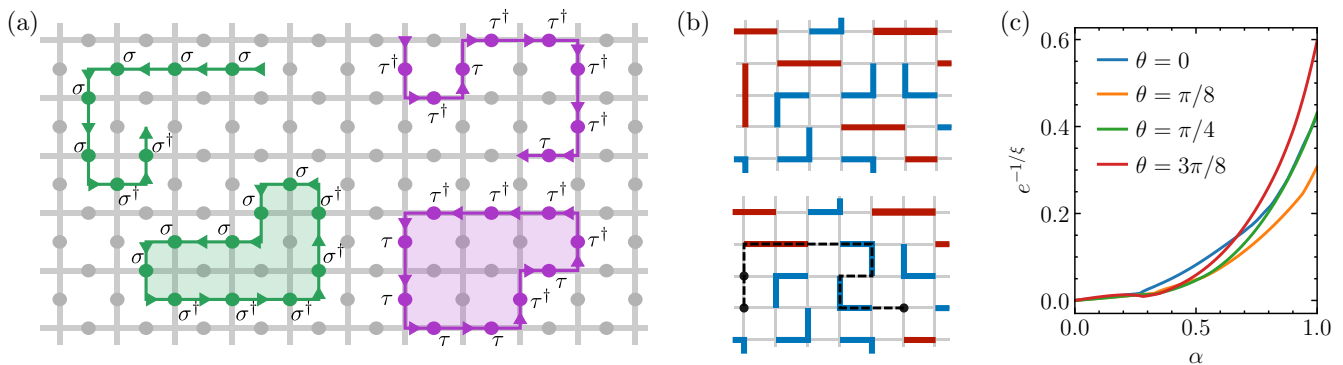 (a)
σ σ σ
σ
σ σ†
σ†
σ
σ σ†
σ σ
σ σ†
σ† σ† σ†
τ† τ†
τ† τ τ†
τ†
τ†
τ
τ† τ† τ†
τ τ†
τ
τ τ†
τ τ
(b)
(c)
0.6
0.4
0.2
0.0
e^{-1/ξ}
θ = 0
θ = π/8
θ = π/4
θ = 3π/8
0.0 0.5 1.0
α